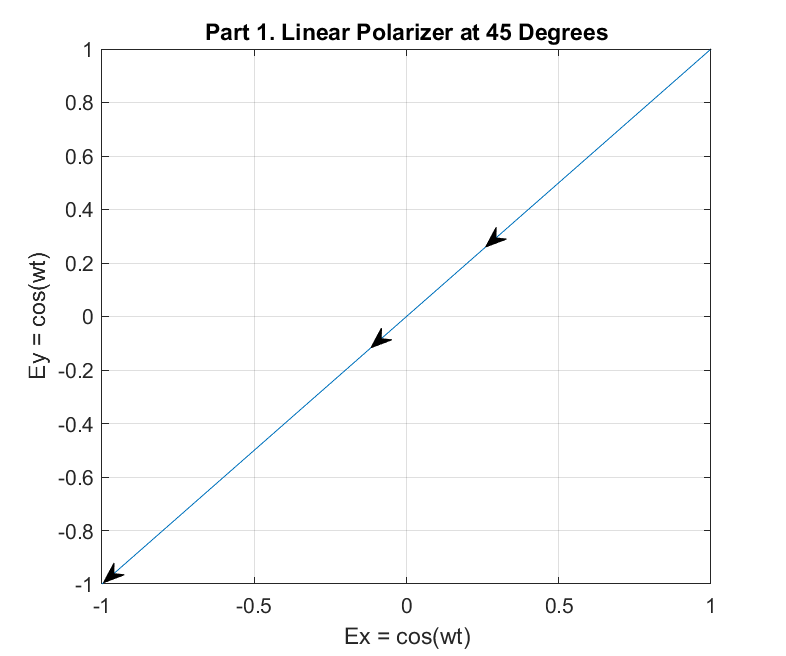 Part 1. Linear Polarizer at 45 Degrees
1
0.8
0.6
0.4
0.2
0
-0.2
-0.4
-0.6
-0.8
-1
Ey = cos(wt)
-1 -0.5 0 0.5 1
Ex = cos(wt)